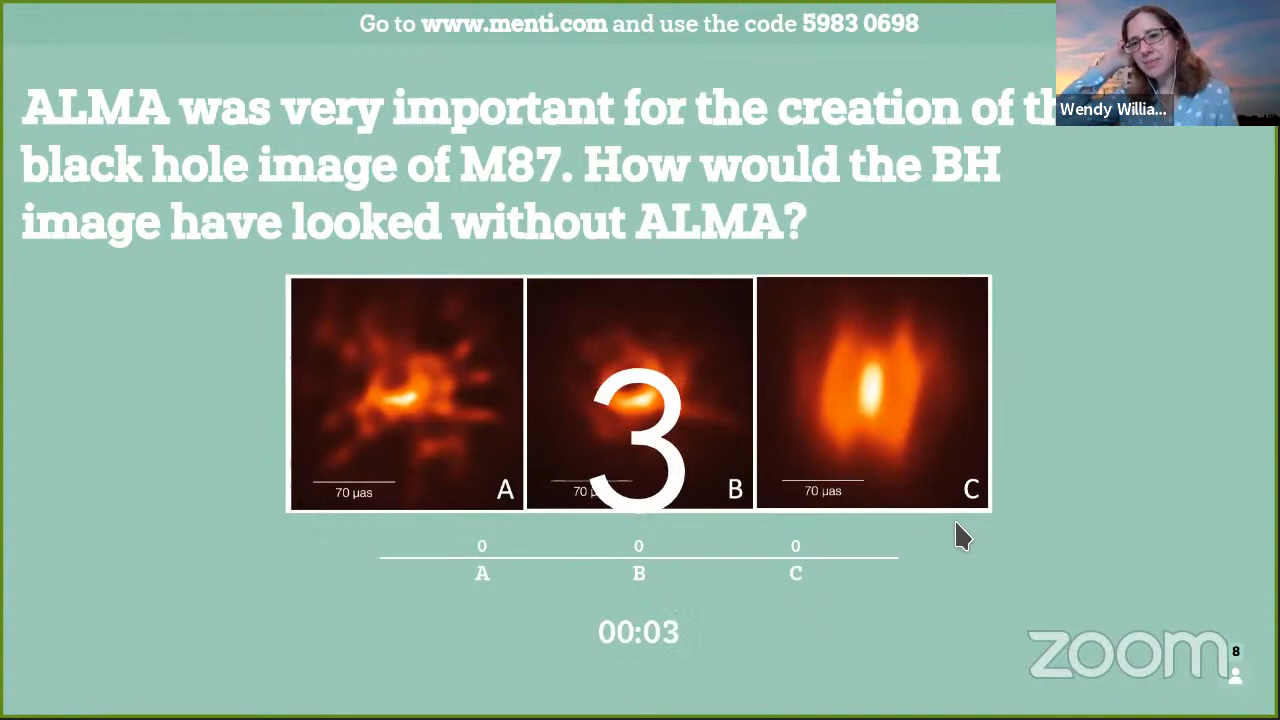 Go to www.menti.com and use the code 5983 0698
Wendy Willia...
ALMA was very important for the creation of
black hole image of M87. How would the BH
image have looked without ALMA?
3
70 µas A
70 B
70 µas C
0 0 0
A B C
00:03
zoom
8